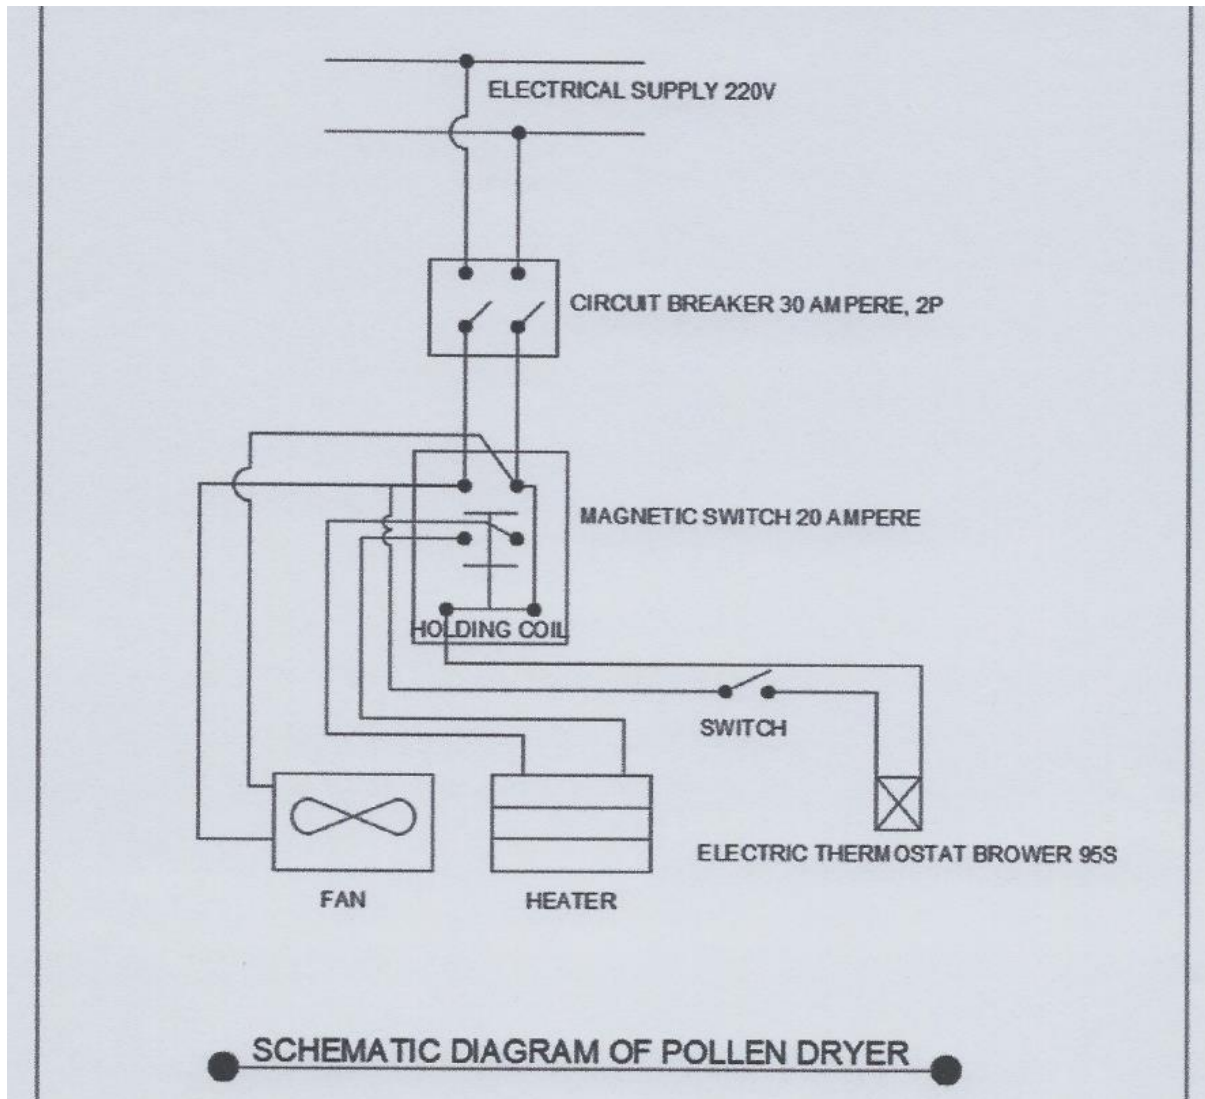 ELECTRICAL SUPPLY 220V
CIRCUIT BREAKER 30 AMPERE, 2P
MAGNETIC SWITCH 20 AMPERE
HOLDING COIL
SWITCH
ELECTRIC THERMOSTAT BROWER 95S
FAN
HEATER
SCHEMATIC DIAGRAM OF POLLEN DRYER